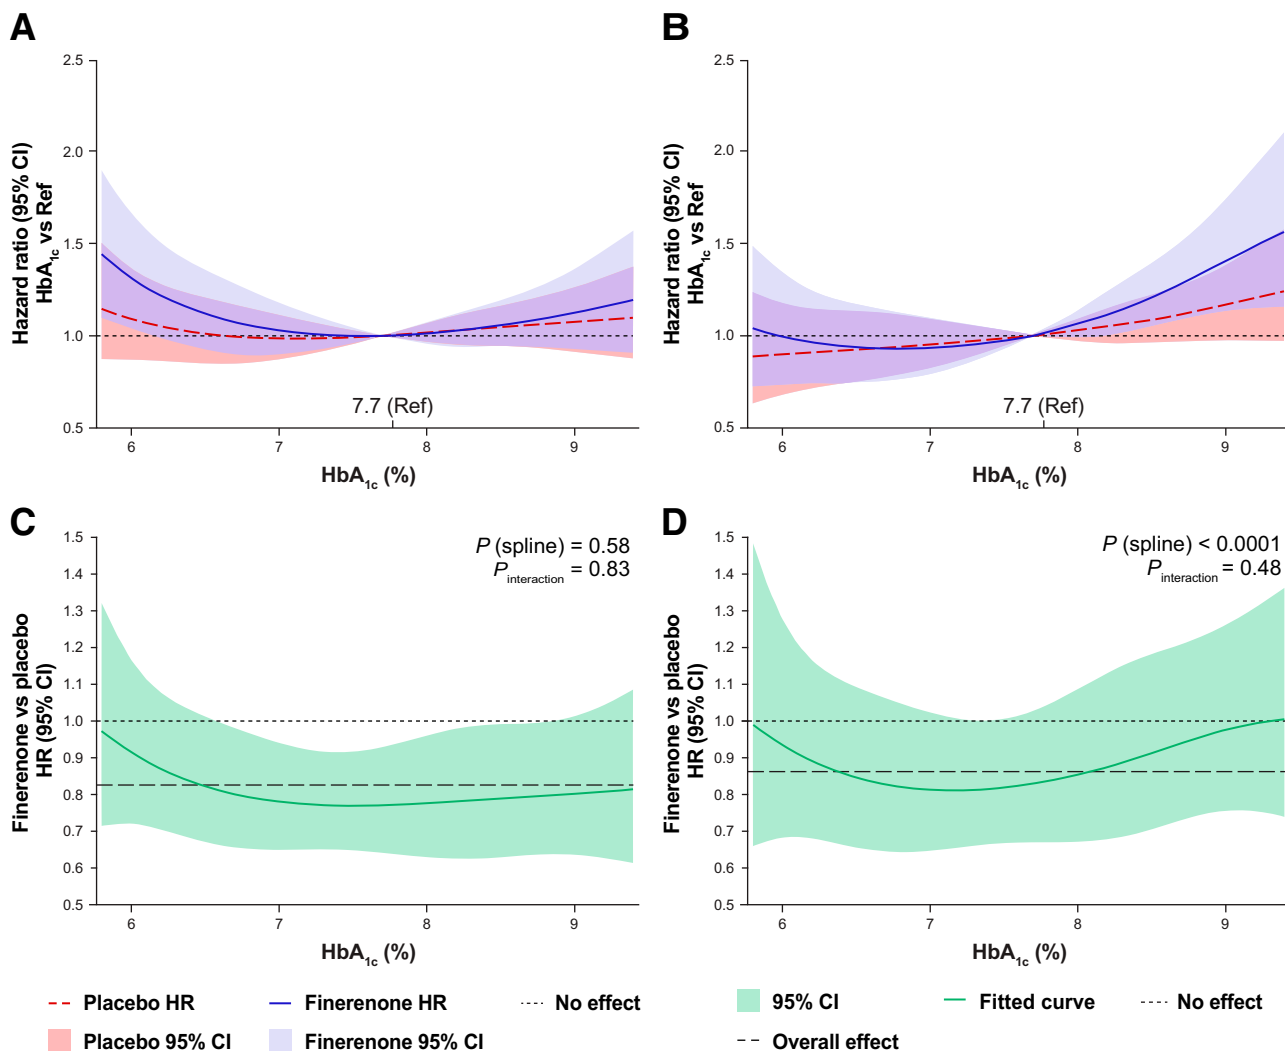 A
Hazard ratio (95% CI)
HbA1c vs Ref
2.5
2.0
1.5
1.0
0.5
7.7 (Ref)
6
7
8
9
HbA1c (%)
B
Hazard ratio (95% CI)
HbA1c vs Ref
2.5
2.0
1.5
1.0
0.5
7.7 (Ref)
6
7
8
9
HbA1c (%)
C
Finerenone vs placebo
HR (95% CI)
1.5
1.4
1.3
1.2
1.1
1.0
0.9
0.8
0.7
0.6
0.5
P (spline) = 0.58
Pinteraction = 0.83
6
7
8
9
HbA1c (%)
D
Finerenone vs placebo
HR (95% CI)
1.5
1.4
1.3
1.2
1.1
1.0
0.9
0.8
0.7
0.6
0.5
P (spline) < 0.0001
Pinteraction = 0.48
6
7
8
9
HbA1c (%)
Placebo HR
Finerenone HR
No effect
Placebo 95% CI
Finerenone 95% CI
95% CI
Fitted curve
No effect
Overall effect